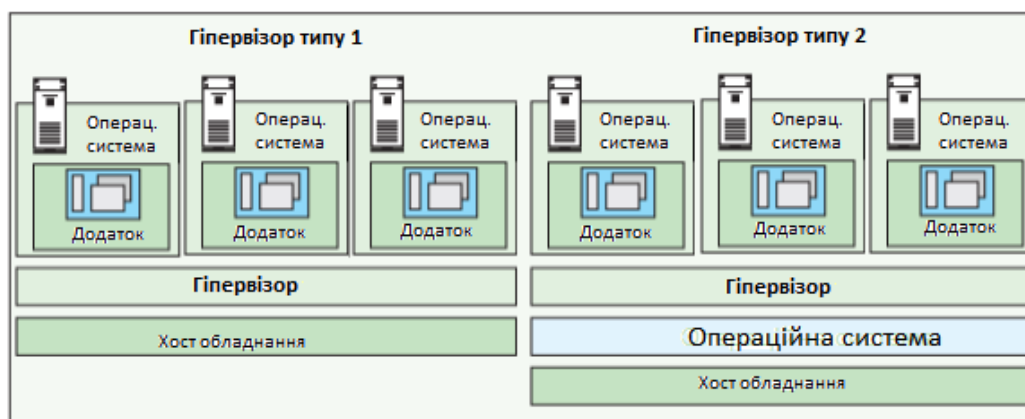 Гіпервізор типу 1
Гіпервізор типу 2
Операц.
система
Операц.
система
Операц.
система
Операц.
система
Операц.
система
Операц.
система
Додаток
Додаток
Додаток
Додаток
Додаток
Додаток
Гіпервізор
Гіпервізор
Хост обладнання
Операційна система
Хост обладнання